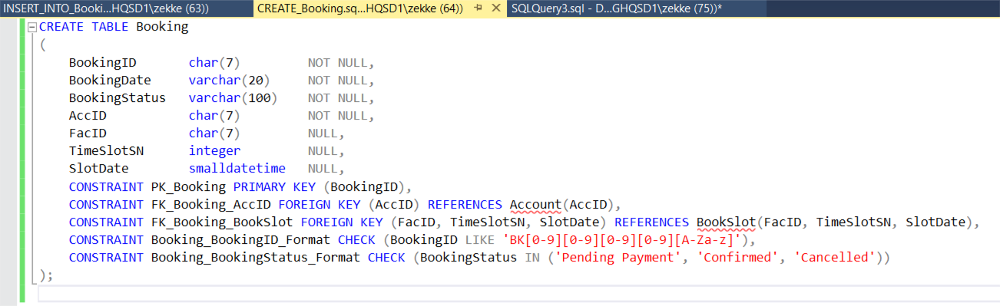 INSERT_INTO_Booki...HQSD1\zekke (63))
CREATE_Booking.sq...HQSD1\zekke (64))
SQLQuery3.sql - D...GHQSD1\zekke (75))*
CREATE TABLE Booking
(
BookingID char(7) NOT NULL,
BookingDate varchar(20) NOT NULL,
BookingStatus varchar(100) NOT NULL,
AccID char(7) NOT NULL,
FacID char(7) NULL,
TimeSlotSN integer NULL,
SlotDate smalldatetime NULL,
CONSTRAINT PK_Booking PRIMARY KEY (BookingID),
CONSTRAINT FK_Booking_AccID FOREIGN KEY (AccID) REFERENCES Account(AccID),
CONSTRAINT FK_Booking_BookSlot FOREIGN KEY (FacID, TimeSlotSN, SlotDate) REFERENCES BookSlot(FacID, TimeSlotSN, SlotDate),
CONSTRAINT Booking_BookingID_Format CHECK (BookingID LIKE 'BK[0-9][0-9][0-9][0-9][A-Za-z]'),
CONSTRAINT Booking_BookingStatus_Format CHECK (BookingStatus IN ('Pending Payment', 'Confirmed', 'Cancelled'))
);